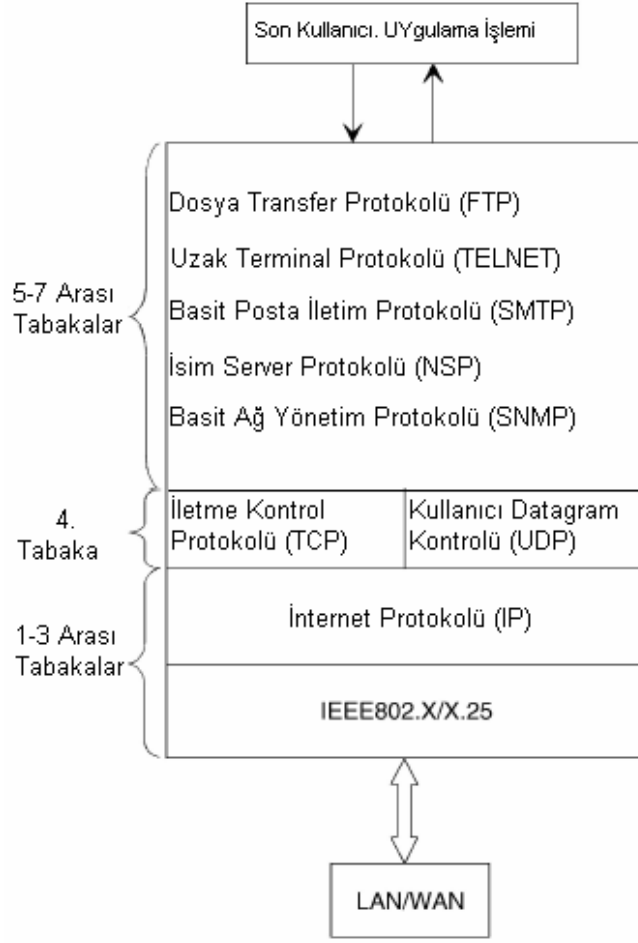 Son Kullanıcı. UYgulama İşlemi
Dosya Transfer Protokolü (FTP)
Uzak Terminal Protokolü (TELNET)
5-7 Arası
Tabakalar
Basit Posta İletim Protokolü (SMTP)
İsim Server Protokolü (NSP)
Basit Ağ Yönetim Protokolü (SNMP)
4.
Tabaka
İletme Kontrol
Protokolü (TCP)
Kullanıcı Datagram
Kontrolü (UDP)
1-3 Arası
Tabakalar
İnternet Protokolü (IP)
IEEE802.X/X.25
LAN/WAN